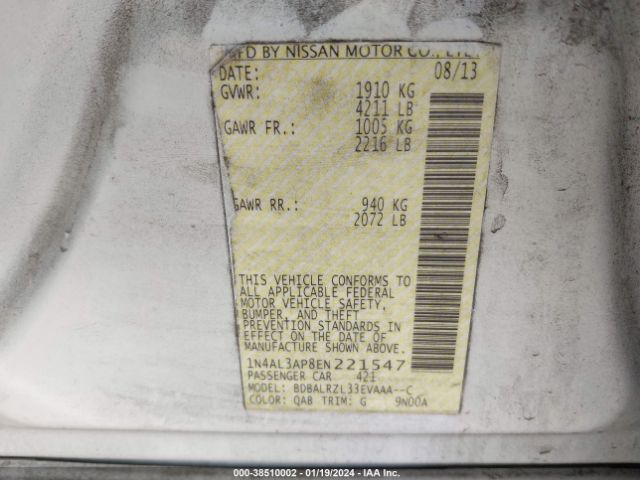 MFD BY NISSAN MOTOR CO., LTD.
DATE: 08/13
GVWR: 1910 KG
4211 LB
GAWR FR.: 1005 KG
2216 LB
GAWR RR.: 940 KG
2072 LB
THIS VEHICLE CONFORMS TO
ALL APPLICABLE FEDERAL
MOTOR VEHICLE SAFETY,
BUMPER, AND THEFT
PREVENTION STANDARDS IN
EFFECT ON THE DATE OF
MANUFACTURE SHOWN ABOVE.
1N4AL3AP8EN221547
PASSENGER CAR 421
MODEL: BDBALRZL33EVAAA--C
COLOR: QAB TRIM: G 9N00A
000-38510002 - 01/19/2024 - IAA Inc.